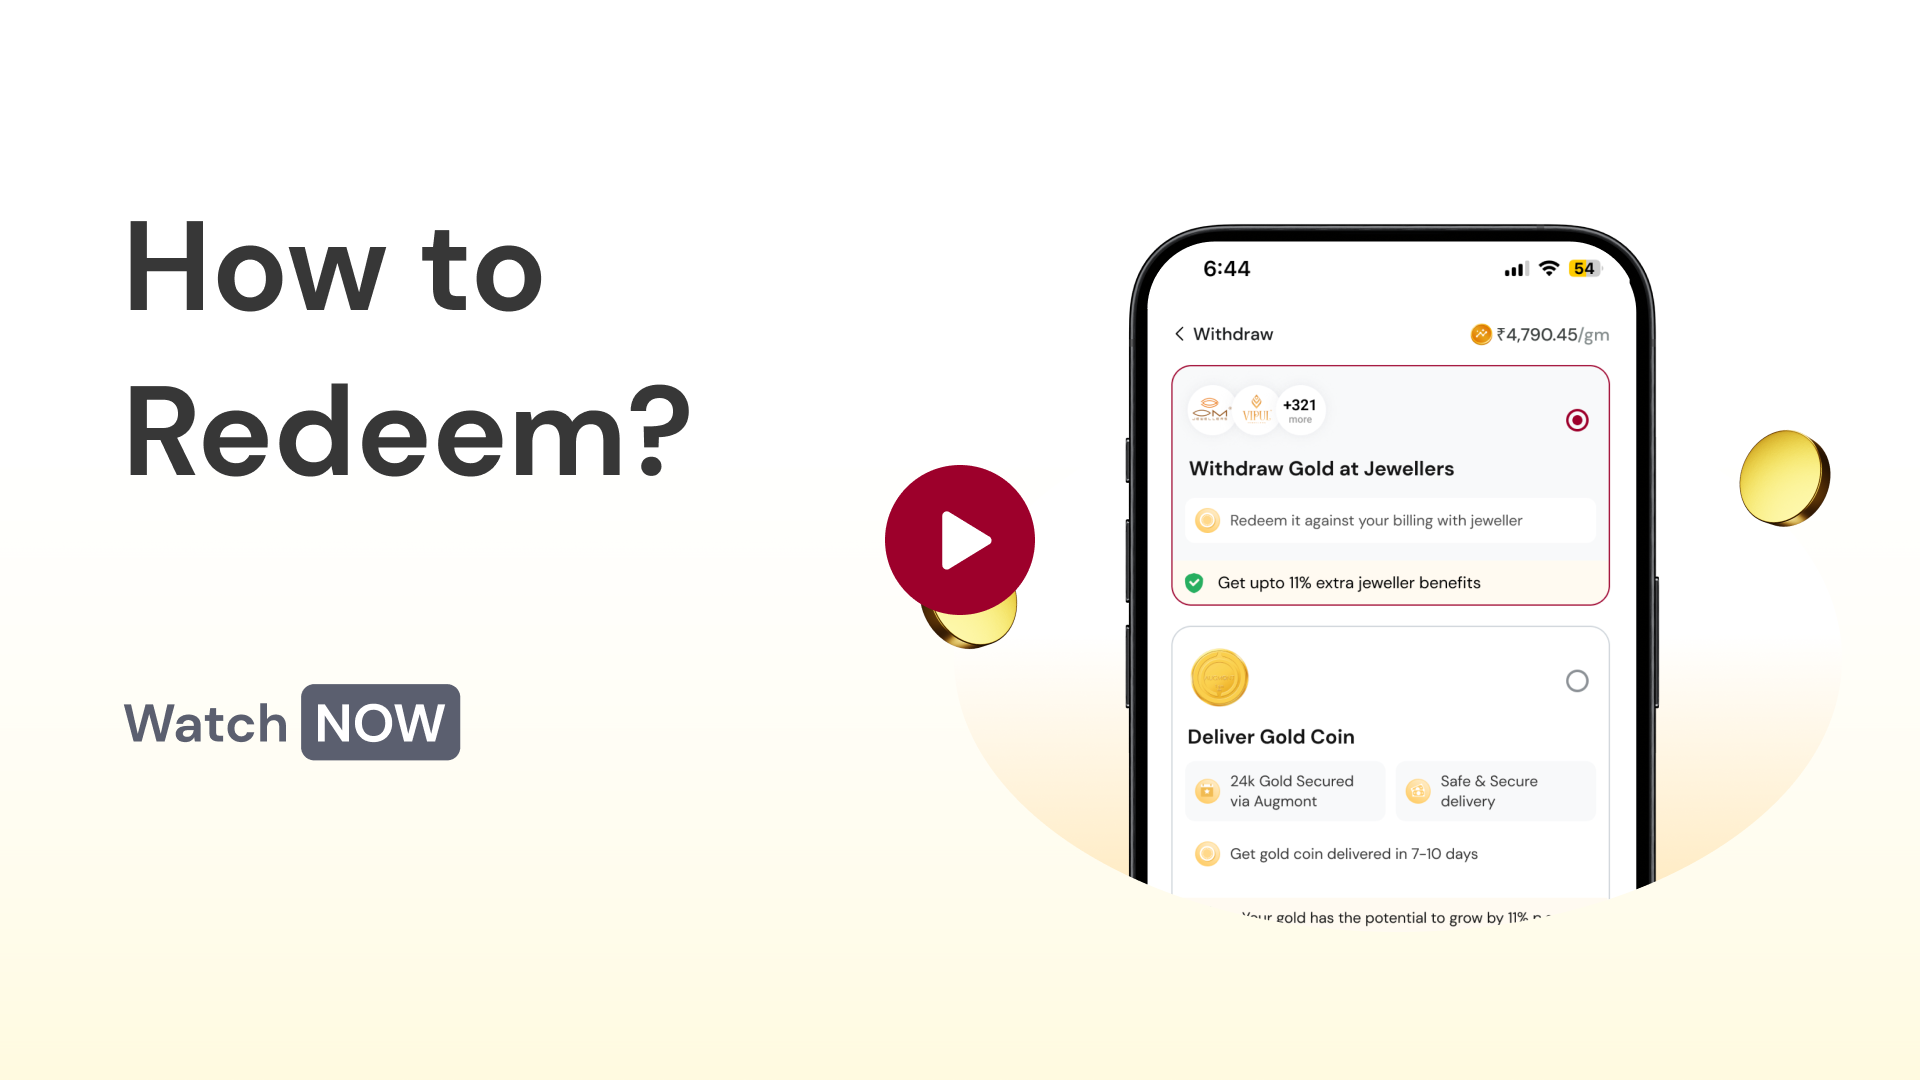 How to
Redeem?
Watch NOW
6:44
54
Withdraw
₹4,790.45/gm
OM
JEWELLERS
VIPUL
+321
more
Withdraw Gold at Jewellers
Redeem it against your billing with jeweller
Get upto 11% extra jeweller benefits
Deliver Gold Coin
24k Gold Secured
via Augmont
Safe & Secure
delivery
Get gold coin delivered in 7-10 days
Your gold has the potential to grow by 11%